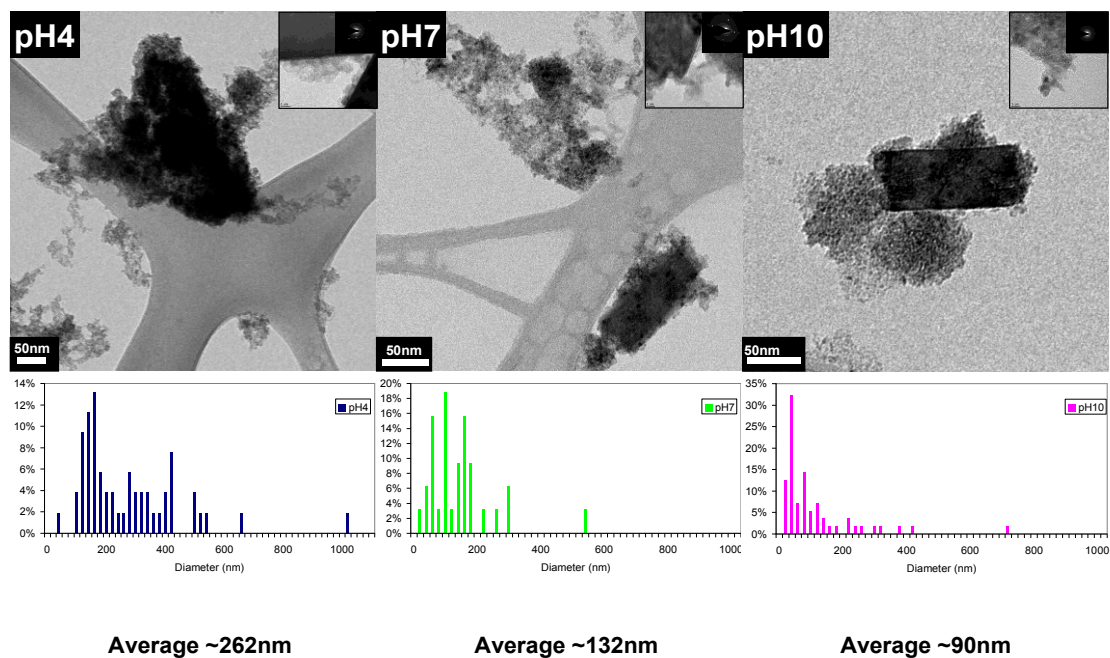 pH4
pH7
pH10
50nm
50nm
50nm
14%
12%
10%
8%
6%
4%
2%
0%
0 200 400 600 800 1000
Diameter (nm)
pH4
20%
18%
16%
14%
12%
10%
8%
6%
4%
2%
0%
0 200 400 600 800 1000
Diameter (nm)
pH7
35%
30%
25%
20%
15%
10%
5%
0%
0 200 400 600 800 1000
Diameter (nm)
pH10
Average ~262nm
Average ~132nm
Average ~90nm